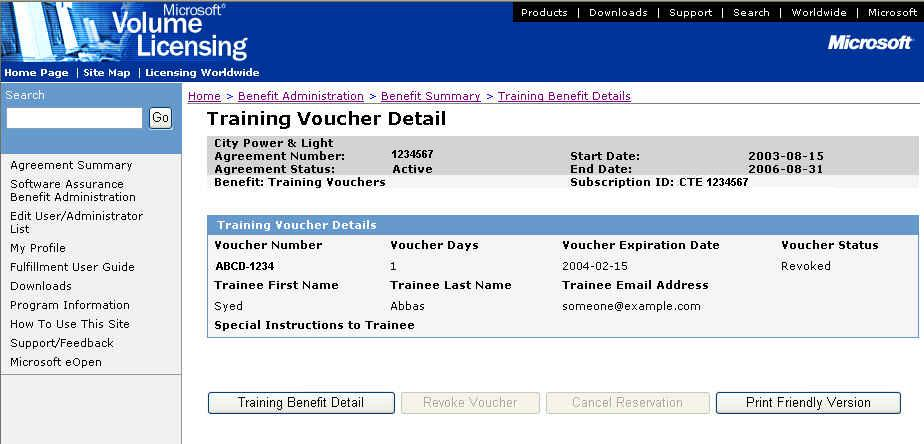 Microsoft® Volume Licensing
Products | Downloads | Support | Search | Worldwide | Microsoft
Microsoft
Home Page | Site Map | Licensing Worldwide
Search
Go
Home > Benefit Administration > Benefit Summary > Training Benefit Details
Training Voucher Detail
City Power & Light
Agreement Number: 1234567 Start Date: 2003-08-15
Agreement Status: Active End Date: 2006-08-31
Benefit: Training Vouchers Subscription ID: CTE 1234567
Agreement Summary
Software Assurance
Benefit Administration
Edit User/Administrator
List
My Profile
Fulfillment User Guide
Downloads
Program Information
How To Use This Site
Support/Feedback
Microsoft eOpen
Training Voucher Details
Voucher Number Voucher Days Voucher Expiration Date Voucher Status
ABCD-1234 1 2004-02-15 Revoked
Trainee First Name Trainee Last Name Trainee Email Address
Syed Abbas someone@example.com
Special Instructions to Trainee
Training Benefit Detail Revoke Voucher Cancel Reservation Print Friendly Version